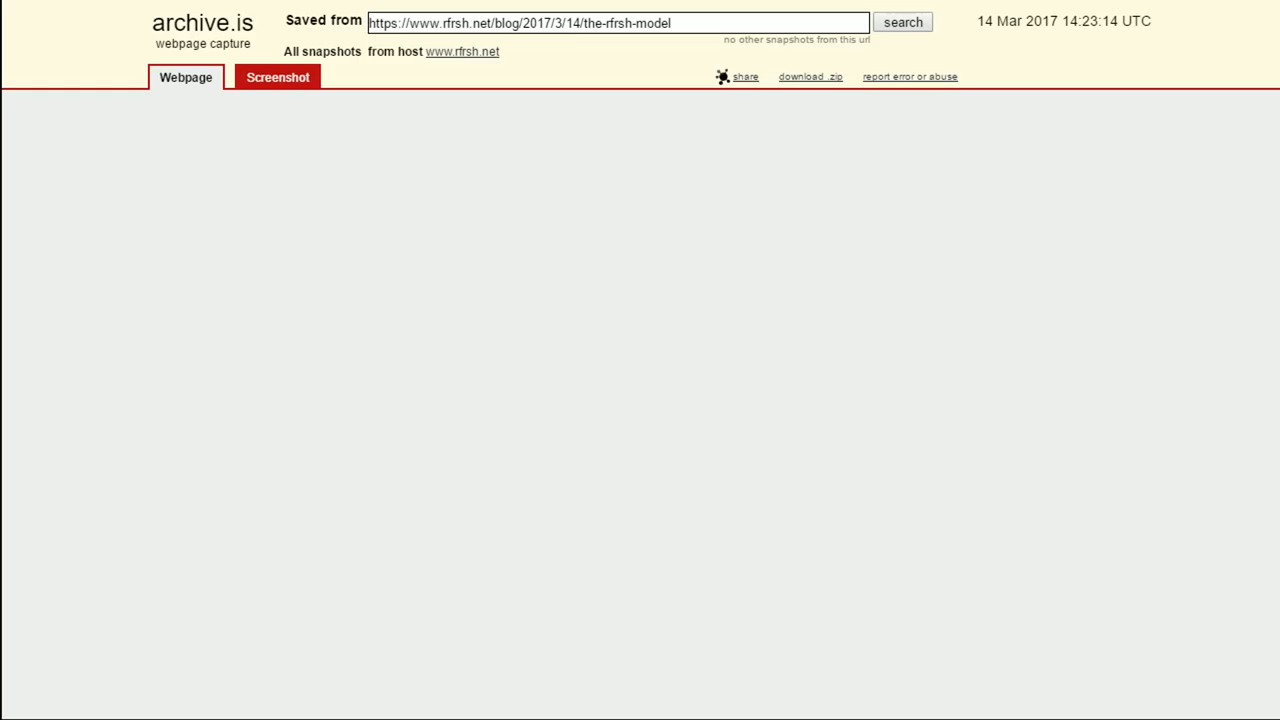 archive.is
webpage capture
Saved from https://www.rfrsh.net/blog/2017/3/14/the-rfrsh-model search
14 Mar 2017 14:23:14 UTC
no other snapshots from this url
All snapshots from host www.rfrsh.net
Webpage Screenshot
share download .zip report error or abuse